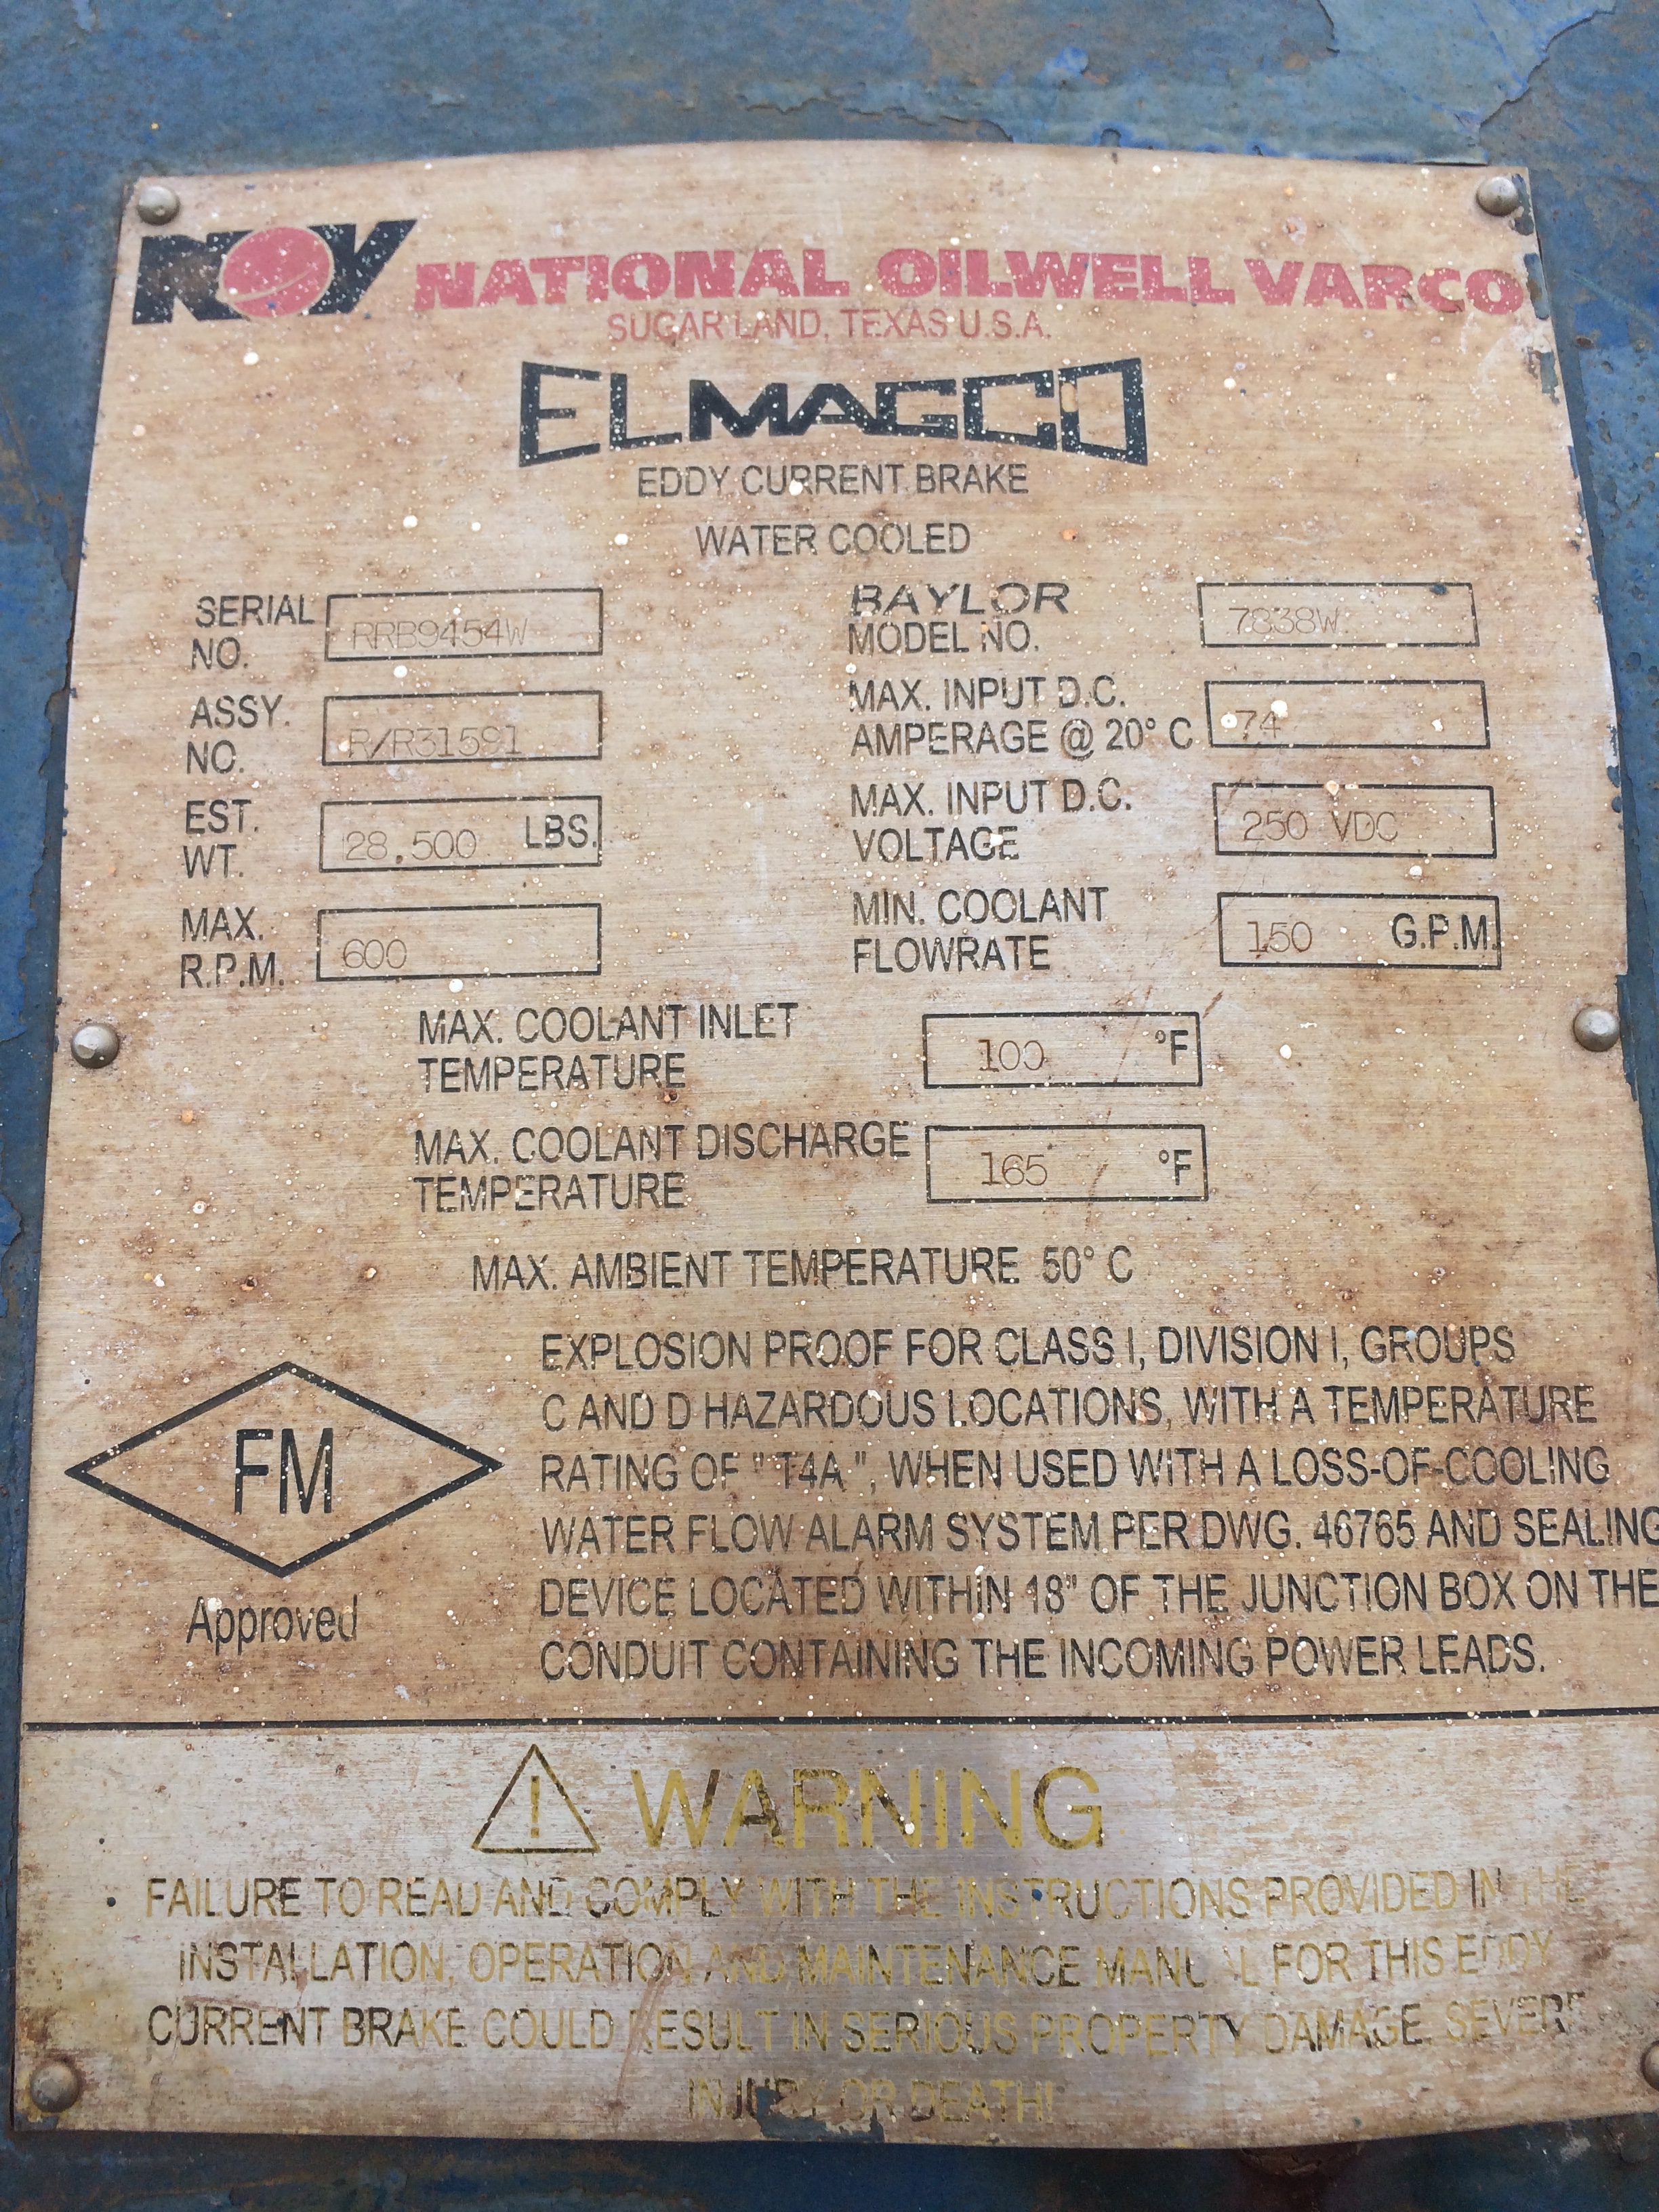 NOV NATIONAL OILWELL VARCO
SUGAR LAND, TEXAS U.S.A.
ELMAGCO
EDDY CURRENT BRAKE
WATER COOLED
SERIAL NO. RRB9454W
BAYLOR MODEL NO. 7838W
ASSY. NO. R/R31591
MAX. INPUT D.C. AMPERAGE @ 20° C 74
EST. WT. 28,500 LBS.
MAX. INPUT D.C. VOLTAGE 250 VDC
MAX. R.P.M. 600
MIN. COOLANT FLOWRATE 150 G.P.M.
MAX. COOLANT INLET TEMPERATURE 100 °F
MAX. COOLANT DISCHARGE TEMPERATURE 165 °F
MAX. AMBIENT TEMPERATURE 50° C
EXPLOSION PROOF FOR CLASS I, DIVISION I, GROUPS
C AND D HAZARDOUS LOCATIONS, WITH A TEMPERATURE
RATING OF " T4A ", WHEN USED WITH A LOSS-OF-COOLING
WATER FLOW ALARM SYSTEM PER DWG. 46765 AND SEALING
DEVICE LOCATED WITHIN 18" OF THE JUNCTION BOX ON THE
CONDUIT CONTAINING THE INCOMING POWER LEADS.
FM
Approved
! WARNING
• FAILURE TO READ AND COMPLY WITH THE INSTRUCTIONS PROVIDED IN THE
INSTALLATION, OPERATION AND MAINTENANCE MANUAL FOR THIS EDDY
CURRENT BRAKE COULD RESULT IN SERIOUS PROPERTY DAMAGE, SEVERE
INJURY OR DEATH!